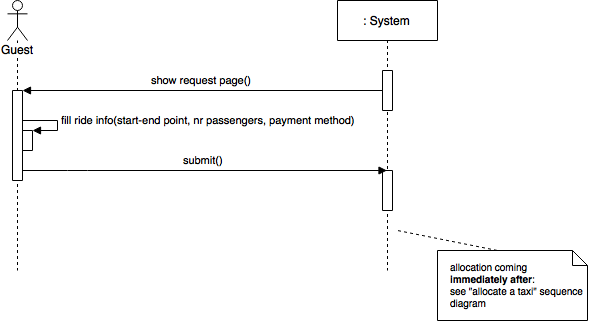 : System
Guest
show request page()
fill ride info(start-end point, nr passengers, payment method)
submit()
allocation coming
immediately after:
see "allocate a taxi" sequence
diagram